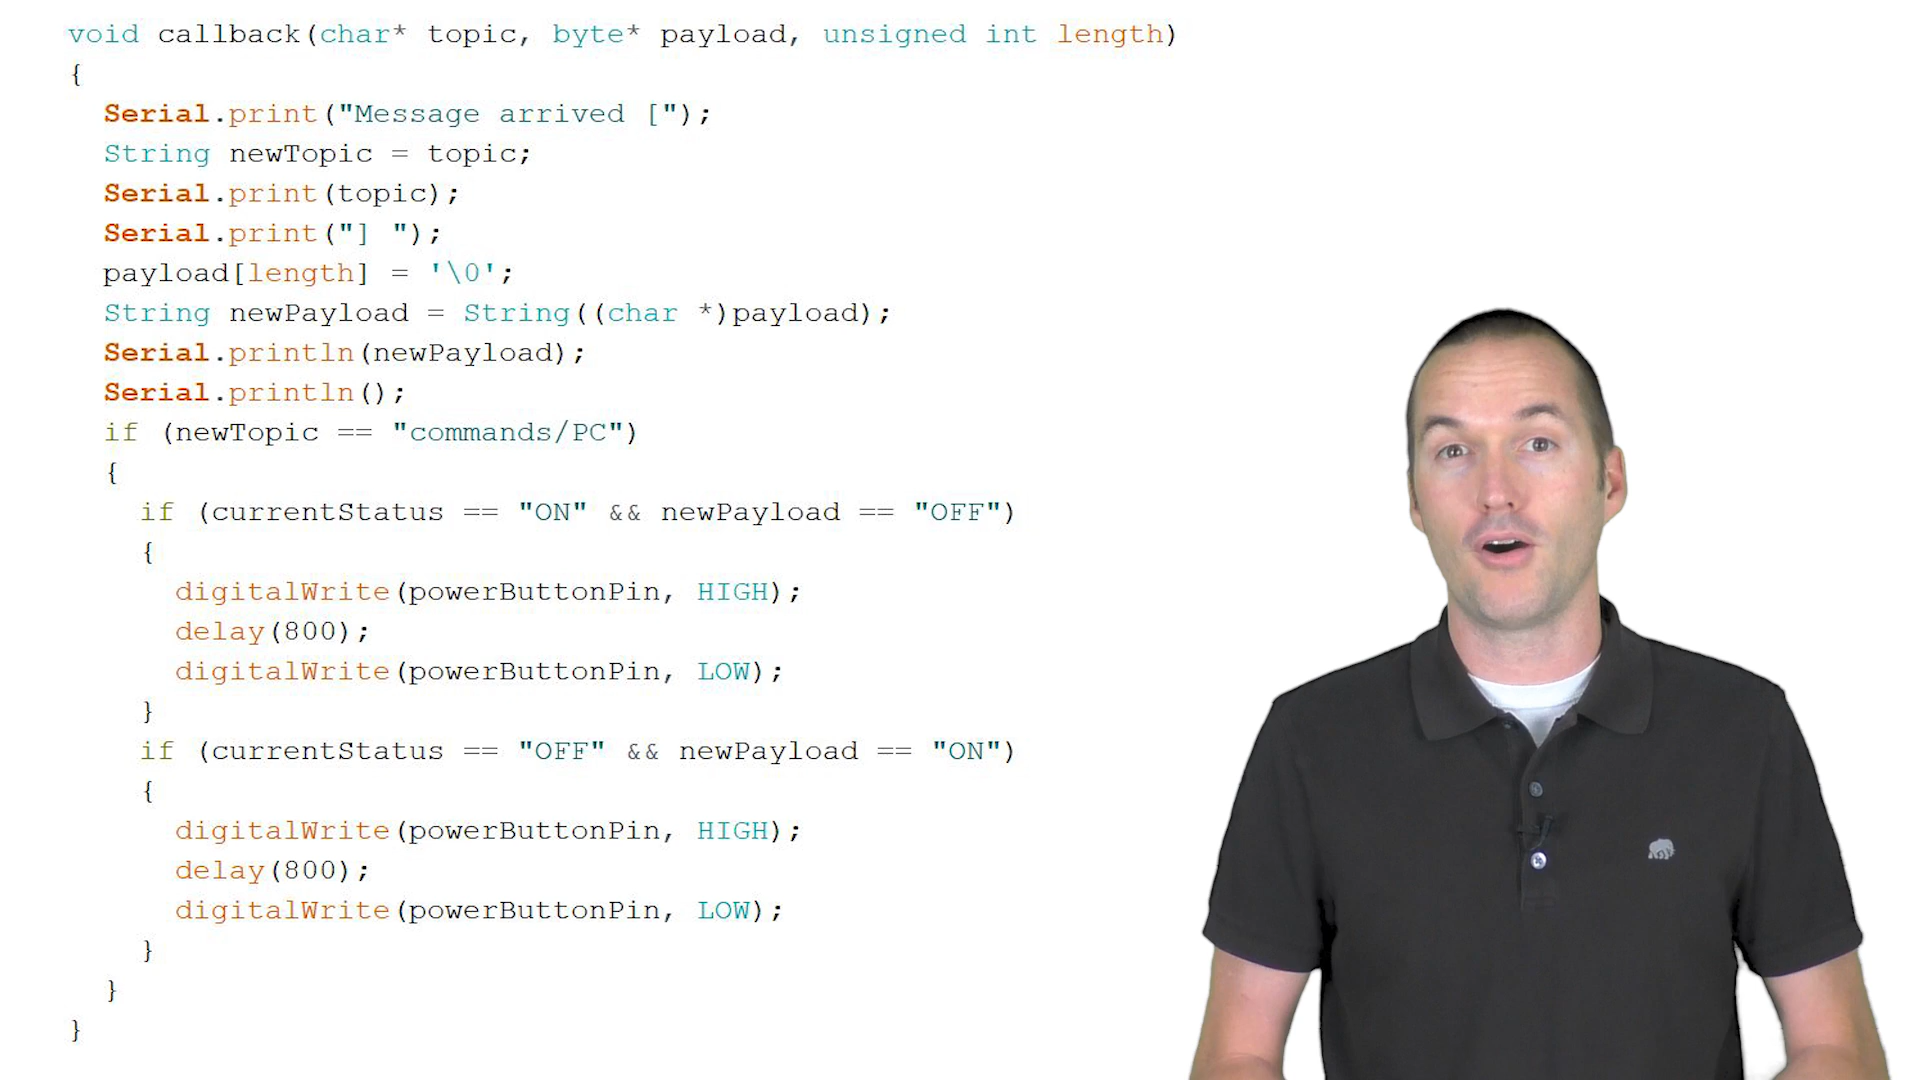 void callback(char* topic, byte* payload, unsigned int length)
{
Serial.print("Message arrived [");
String newTopic = topic;
Serial.print(topic);
Serial.print("] ");
payload[length] = '\0';
String newPayload = String((char *)payload);
Serial.println(newPayload);
Serial.println();
if (newTopic == "commands/PC")
{
if (currentStatus == "ON" && newPayload == "OFF")
{
digitalWrite(powerButtonPin, HIGH);
delay(800);
digitalWrite(powerButtonPin, LOW);
}
if (currentStatus == "OFF" && newPayload == "ON")
{
digitalWrite(powerButtonPin, HIGH);
delay(800);
digitalWrite(powerButtonPin, LOW);
}
}
}